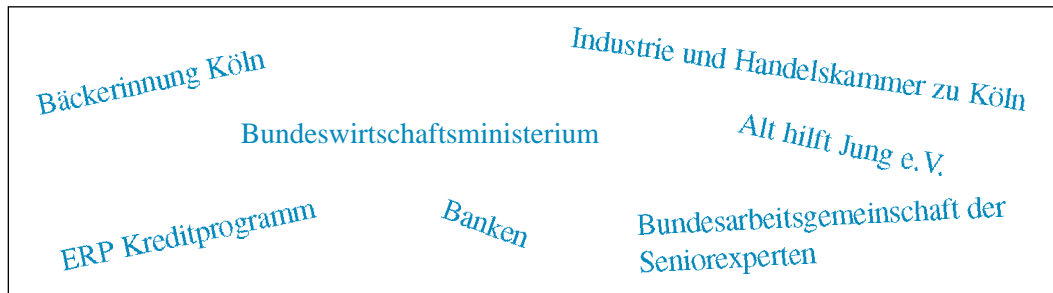 Bäckerinnung Köln
Industrie und Handelskammer zu Köln
Bundeswirtschaftsministerium
Alt hilft Jung e.V.
ERP Kreditprogramm
Banken
Bundesarbeitsgemeinschaft der
Seniorexperten